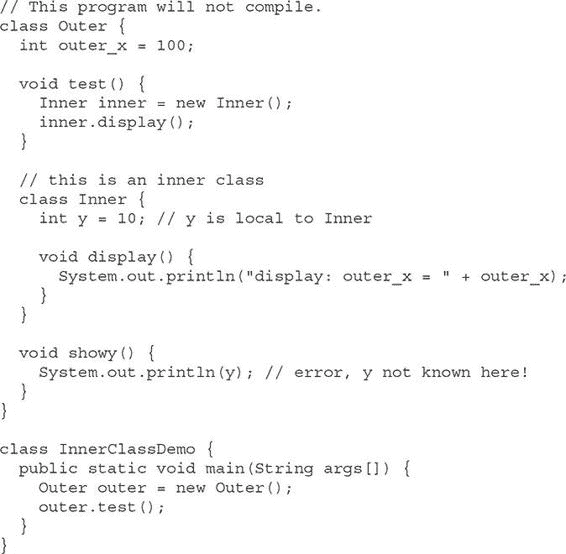 // This program will not compile.
class Outer {
  int outer_x = 100;

  void test() {
    Inner inner = new Inner();
    inner.display();
  }

  // this is an inner class
  class Inner {
    int y = 10; // y is local to Inner

    void display() {
      System.out.println("display: outer_x = " + outer_x);
    }
  }

  void showy() {
    System.out.println(y); // error, y not known here!
  }
}

class InnerClassDemo {
  public static void main(String args[]) {
    Outer outer = new Outer();
    outer.test();
  }
}